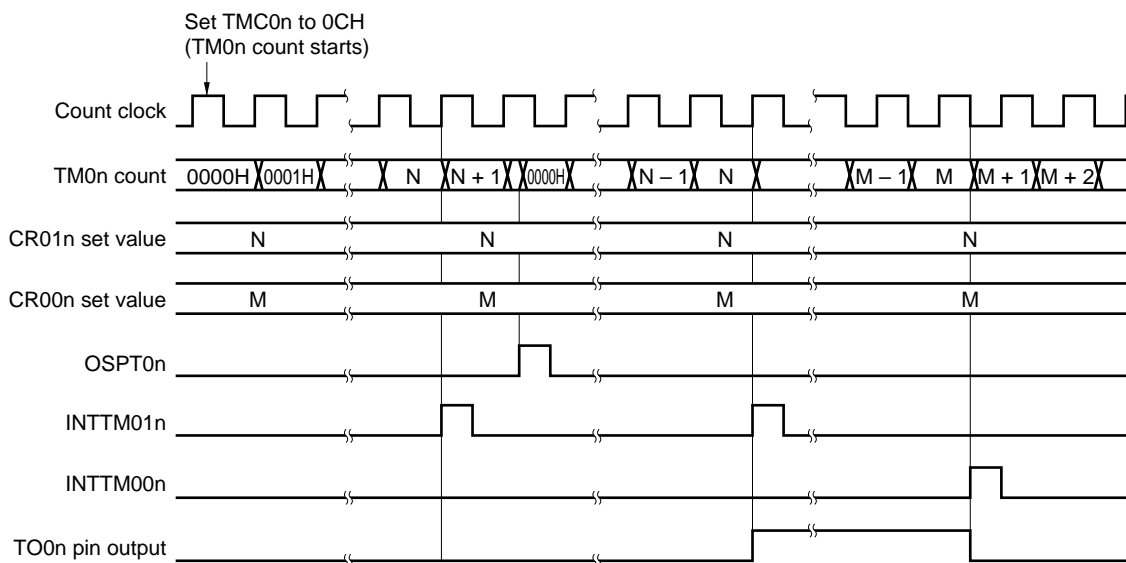 Set TMC0n to 0CH
(TM0n count starts)
Count clock
TM0n count 0000H 0001H N N + 1 0000H N – 1 N M – 1 M M + 1 M + 2
CR01n set value N N N N
CR00n set value M M M M
OSPT0n
INTTM01n
INTTM00n
TO0n pin output